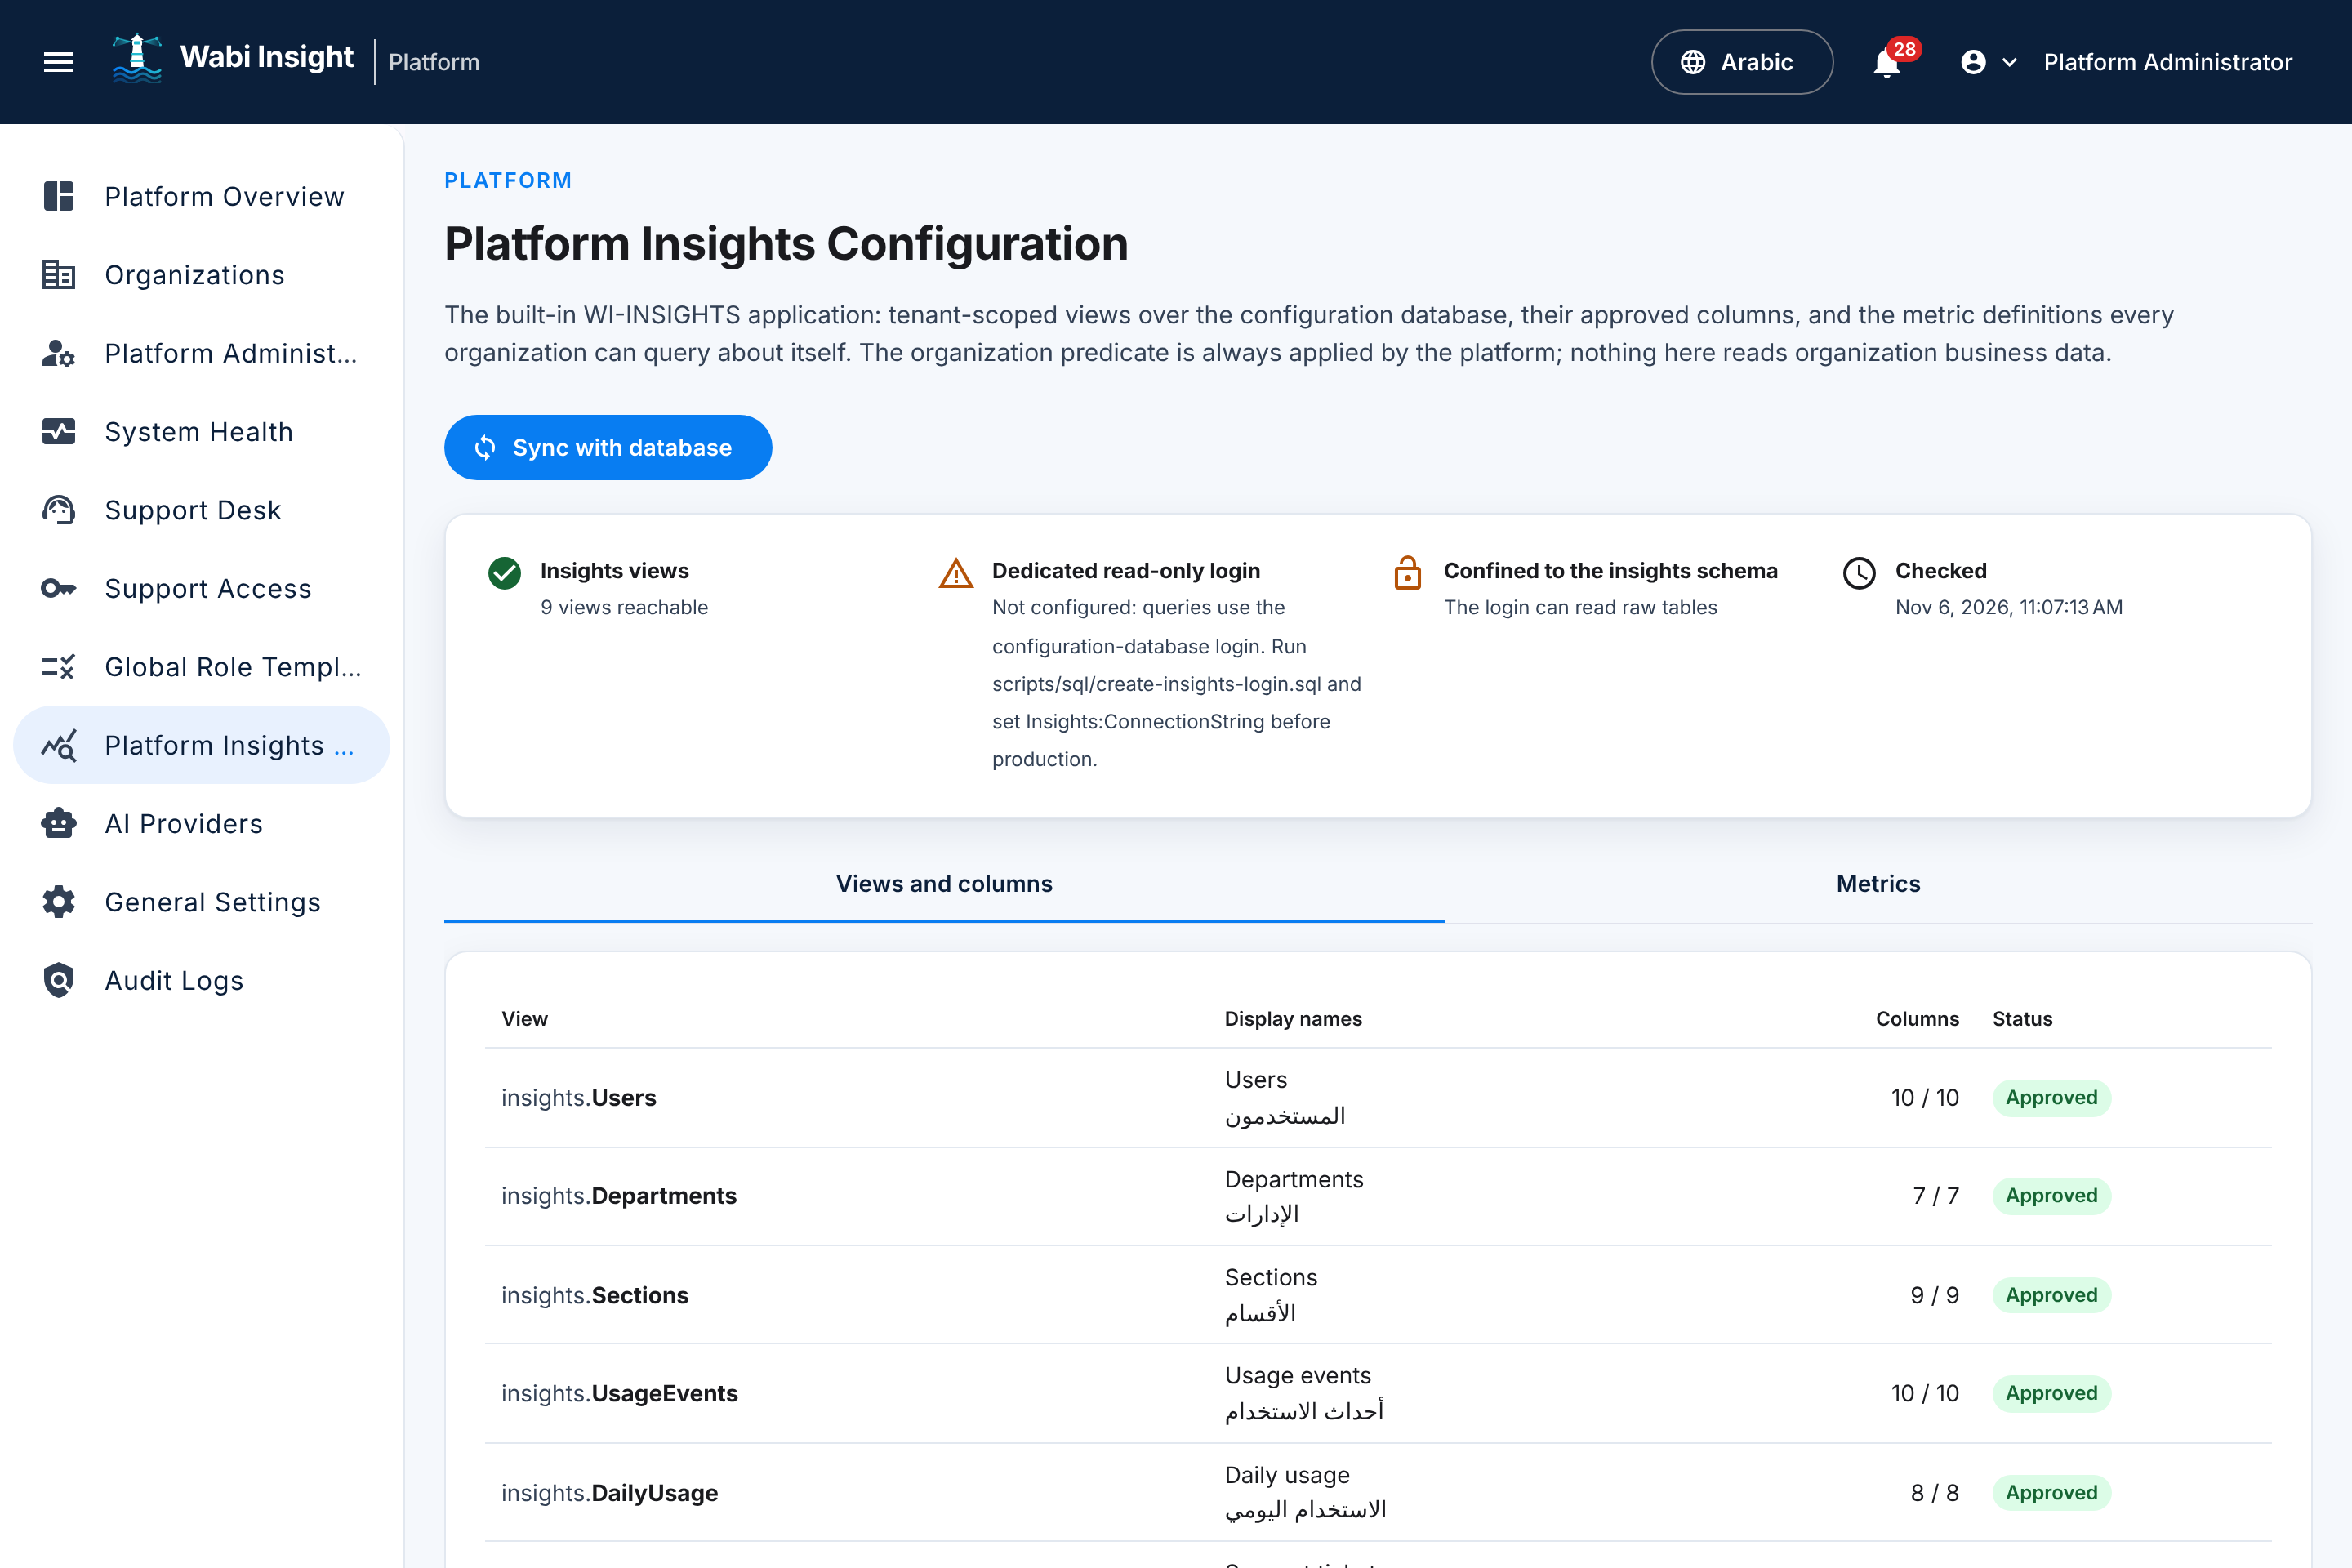 Wabi Insight
Platform
Arabic
28
Platform Administrator
Platform Overview
Organizations
Platform Administ...
System Health
Support Desk
Support Access
Global Role Templ...
Platform Insights ...
AI Providers
General Settings
Audit Logs
PLATFORM
Platform Insights Configuration
The built-in WI-INSIGHTS application: tenant-scoped views over the configuration database, their approved columns, and the metric definitions every
organization can query about itself. The organization predicate is always applied by the platform; nothing here reads organization business data.
Sync with database
Insights views
9 views reachable
Dedicated read-only login
Not configured: queries use the
configuration-database login. Run
scripts/sql/create-insights-login.sql and
set Insights:ConnectionString before
production.
Confined to the insights schema
The login can read raw tables
Checked
Nov 6, 2026, 11:07:13 AM
Views and columns
Metrics
View
Display names
Columns
Status
insights.Users
Users
المستخدمون
10 / 10
Approved
insights.Departments
Departments
الإدارات
7 / 7
Approved
insights.Sections
Sections
الأقسام
9 / 9
Approved
insights.UsageEvents
Usage events
أحداث الاستخدام
10 / 10
Approved
insights.DailyUsage
Daily usage
الاستخدام اليومي
8 / 8
Approved